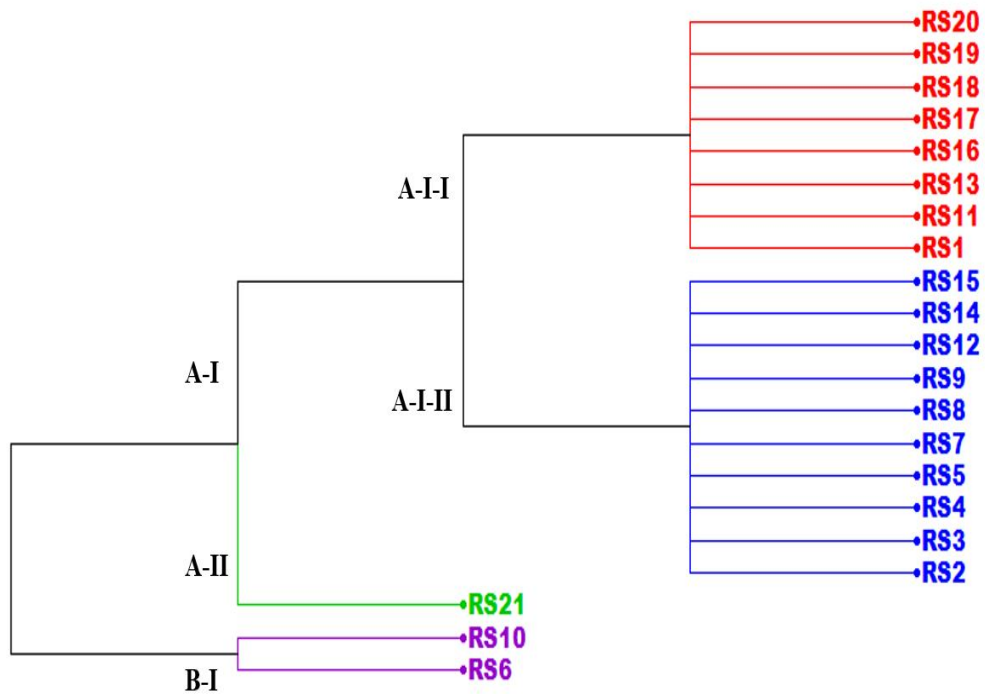 RS20
RS19
RS18
RS17
RS16
A-I-I
RS13
RS11
RS1
RS15
RS14
RS12
A-I
RS9
A-I-II
RS8
RS7
RS5
RS4
RS3
A-II
RS2
RS21
RS10
RS6
B-I